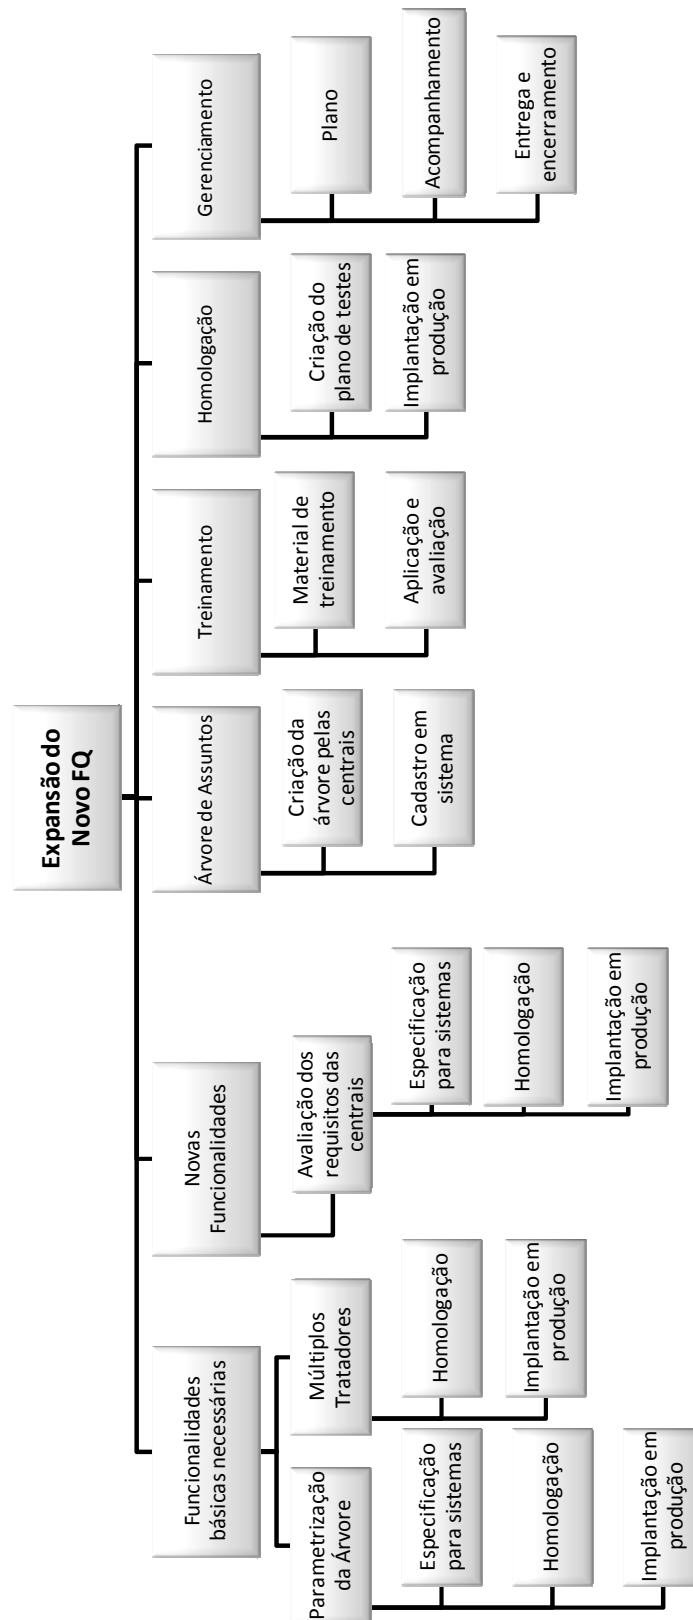 Expansão do
Novo FQ
Funcionalidades
básicas necessárias
Parametrização
da Árvore
Especificação
para sistemas
Homologação
Implantação em
produção
Múltiplos
Tratadores
Homologação
Implantação em
produção
Novas
Funcionalidades
Avaliação dos
requisitos das
centrais
Especificação
para sistemas
Homologação
Implantação em
produção
Árvore de Assuntos
Criação da
árvore pelas
centrais
Cadastro em
sistema
Treinamento
Material de
treinamento
Aplicação e
avaliação
Homologação
Criação do
plano de testes
Implantação em
produção
Gerenciamento
Plano
Acompanhamento
Entrega e
encerramento